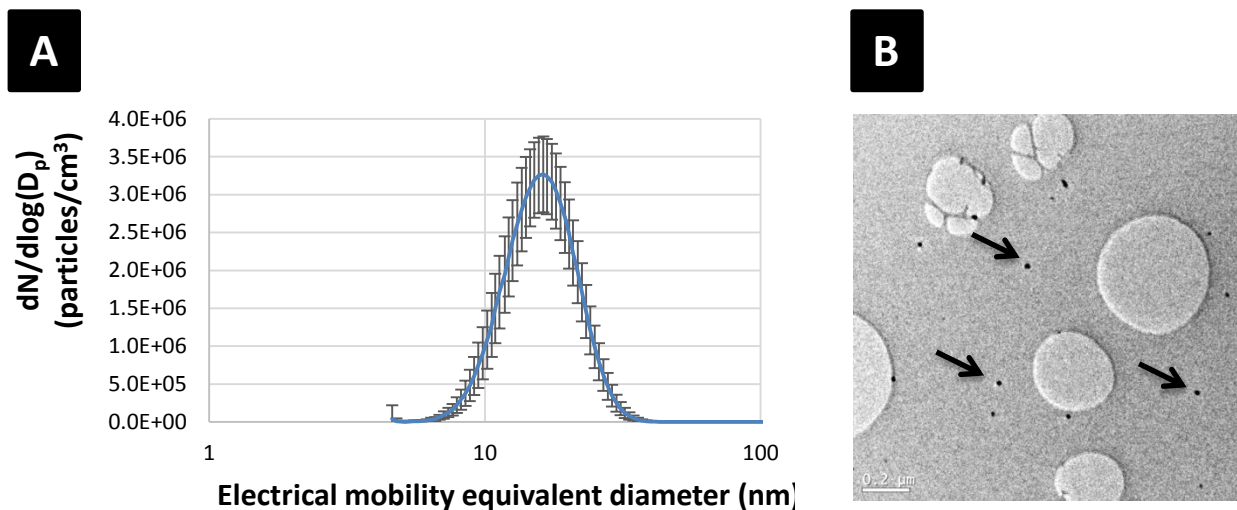 A
B
4.0E+06
3.5E+06
3.0E+06
2.5E+06
2.0E+06
1.5E+06
1.0E+06
5.0E+05
0.0E+00
dN/dlog(Dₚ)
(particles/cm³)
1 10 100
Electrical mobility equivalent diameter (nm)
0.2 μm